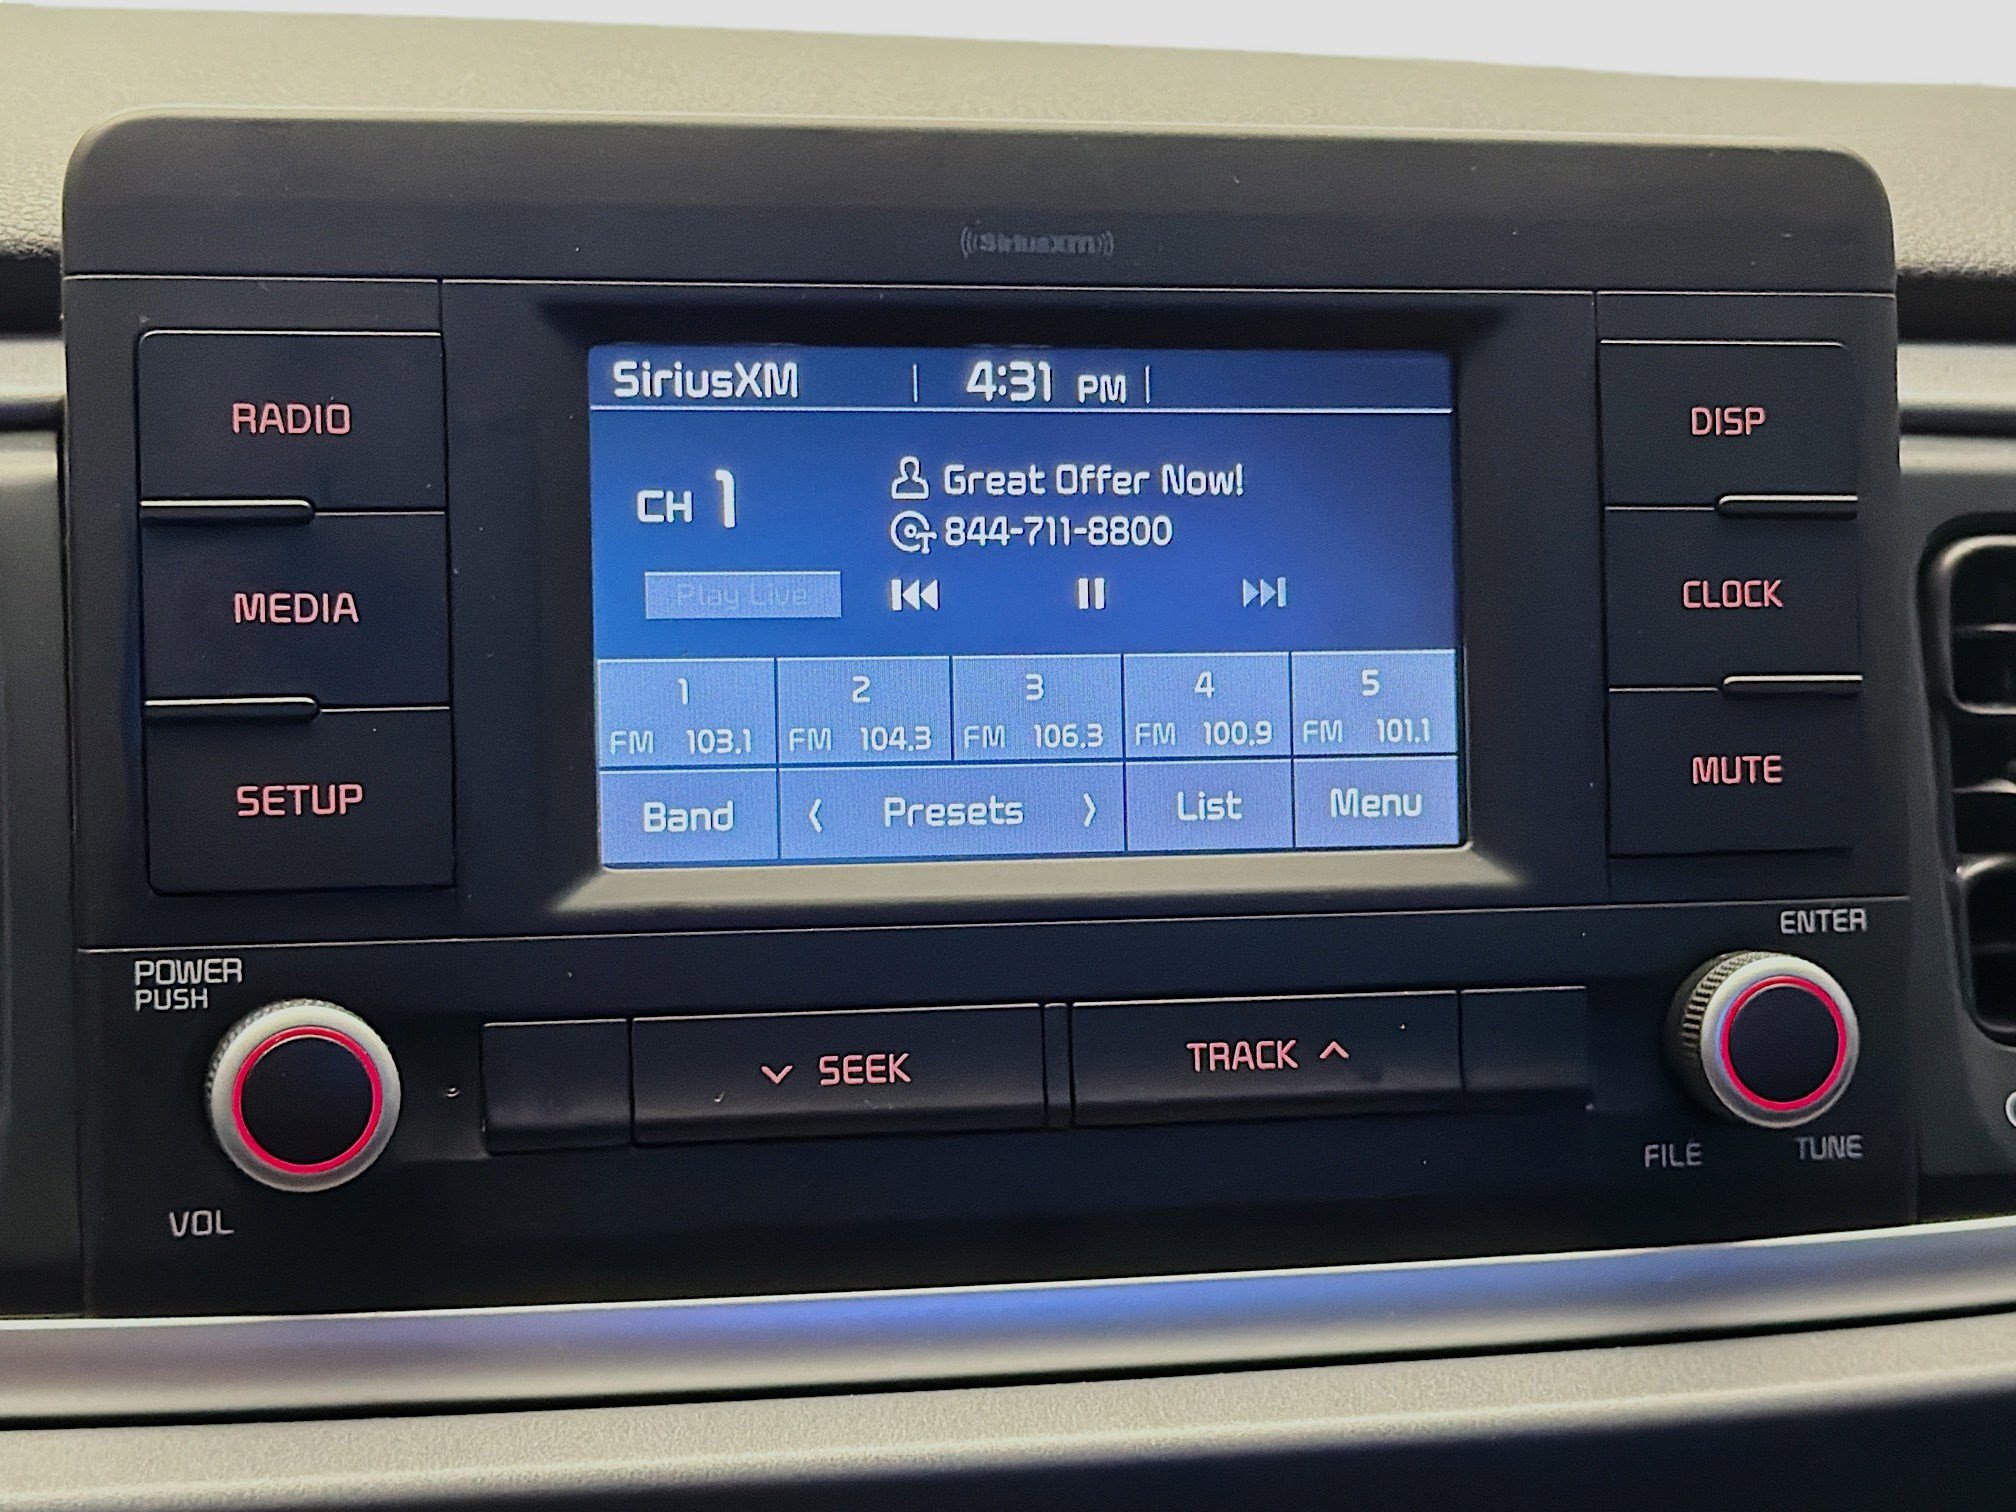 ((SiriusXM))
SiriusXM | 4:31 PM |
RADIO
MEDIA
SETUP
CH 1
Great Offer Now!
844-711-8800
Play Live
1 2 3 4 5
FM 103.1 FM 104.3 FM 106.3 FM 100.9 FM 101.1
Band ⟨ Presets ⟩ List Menu
DISP
CLOCK
MUTE
POWER
PUSH
VOL
∨ SEEK
TRACK ∧
ENTER
FILE TUNE